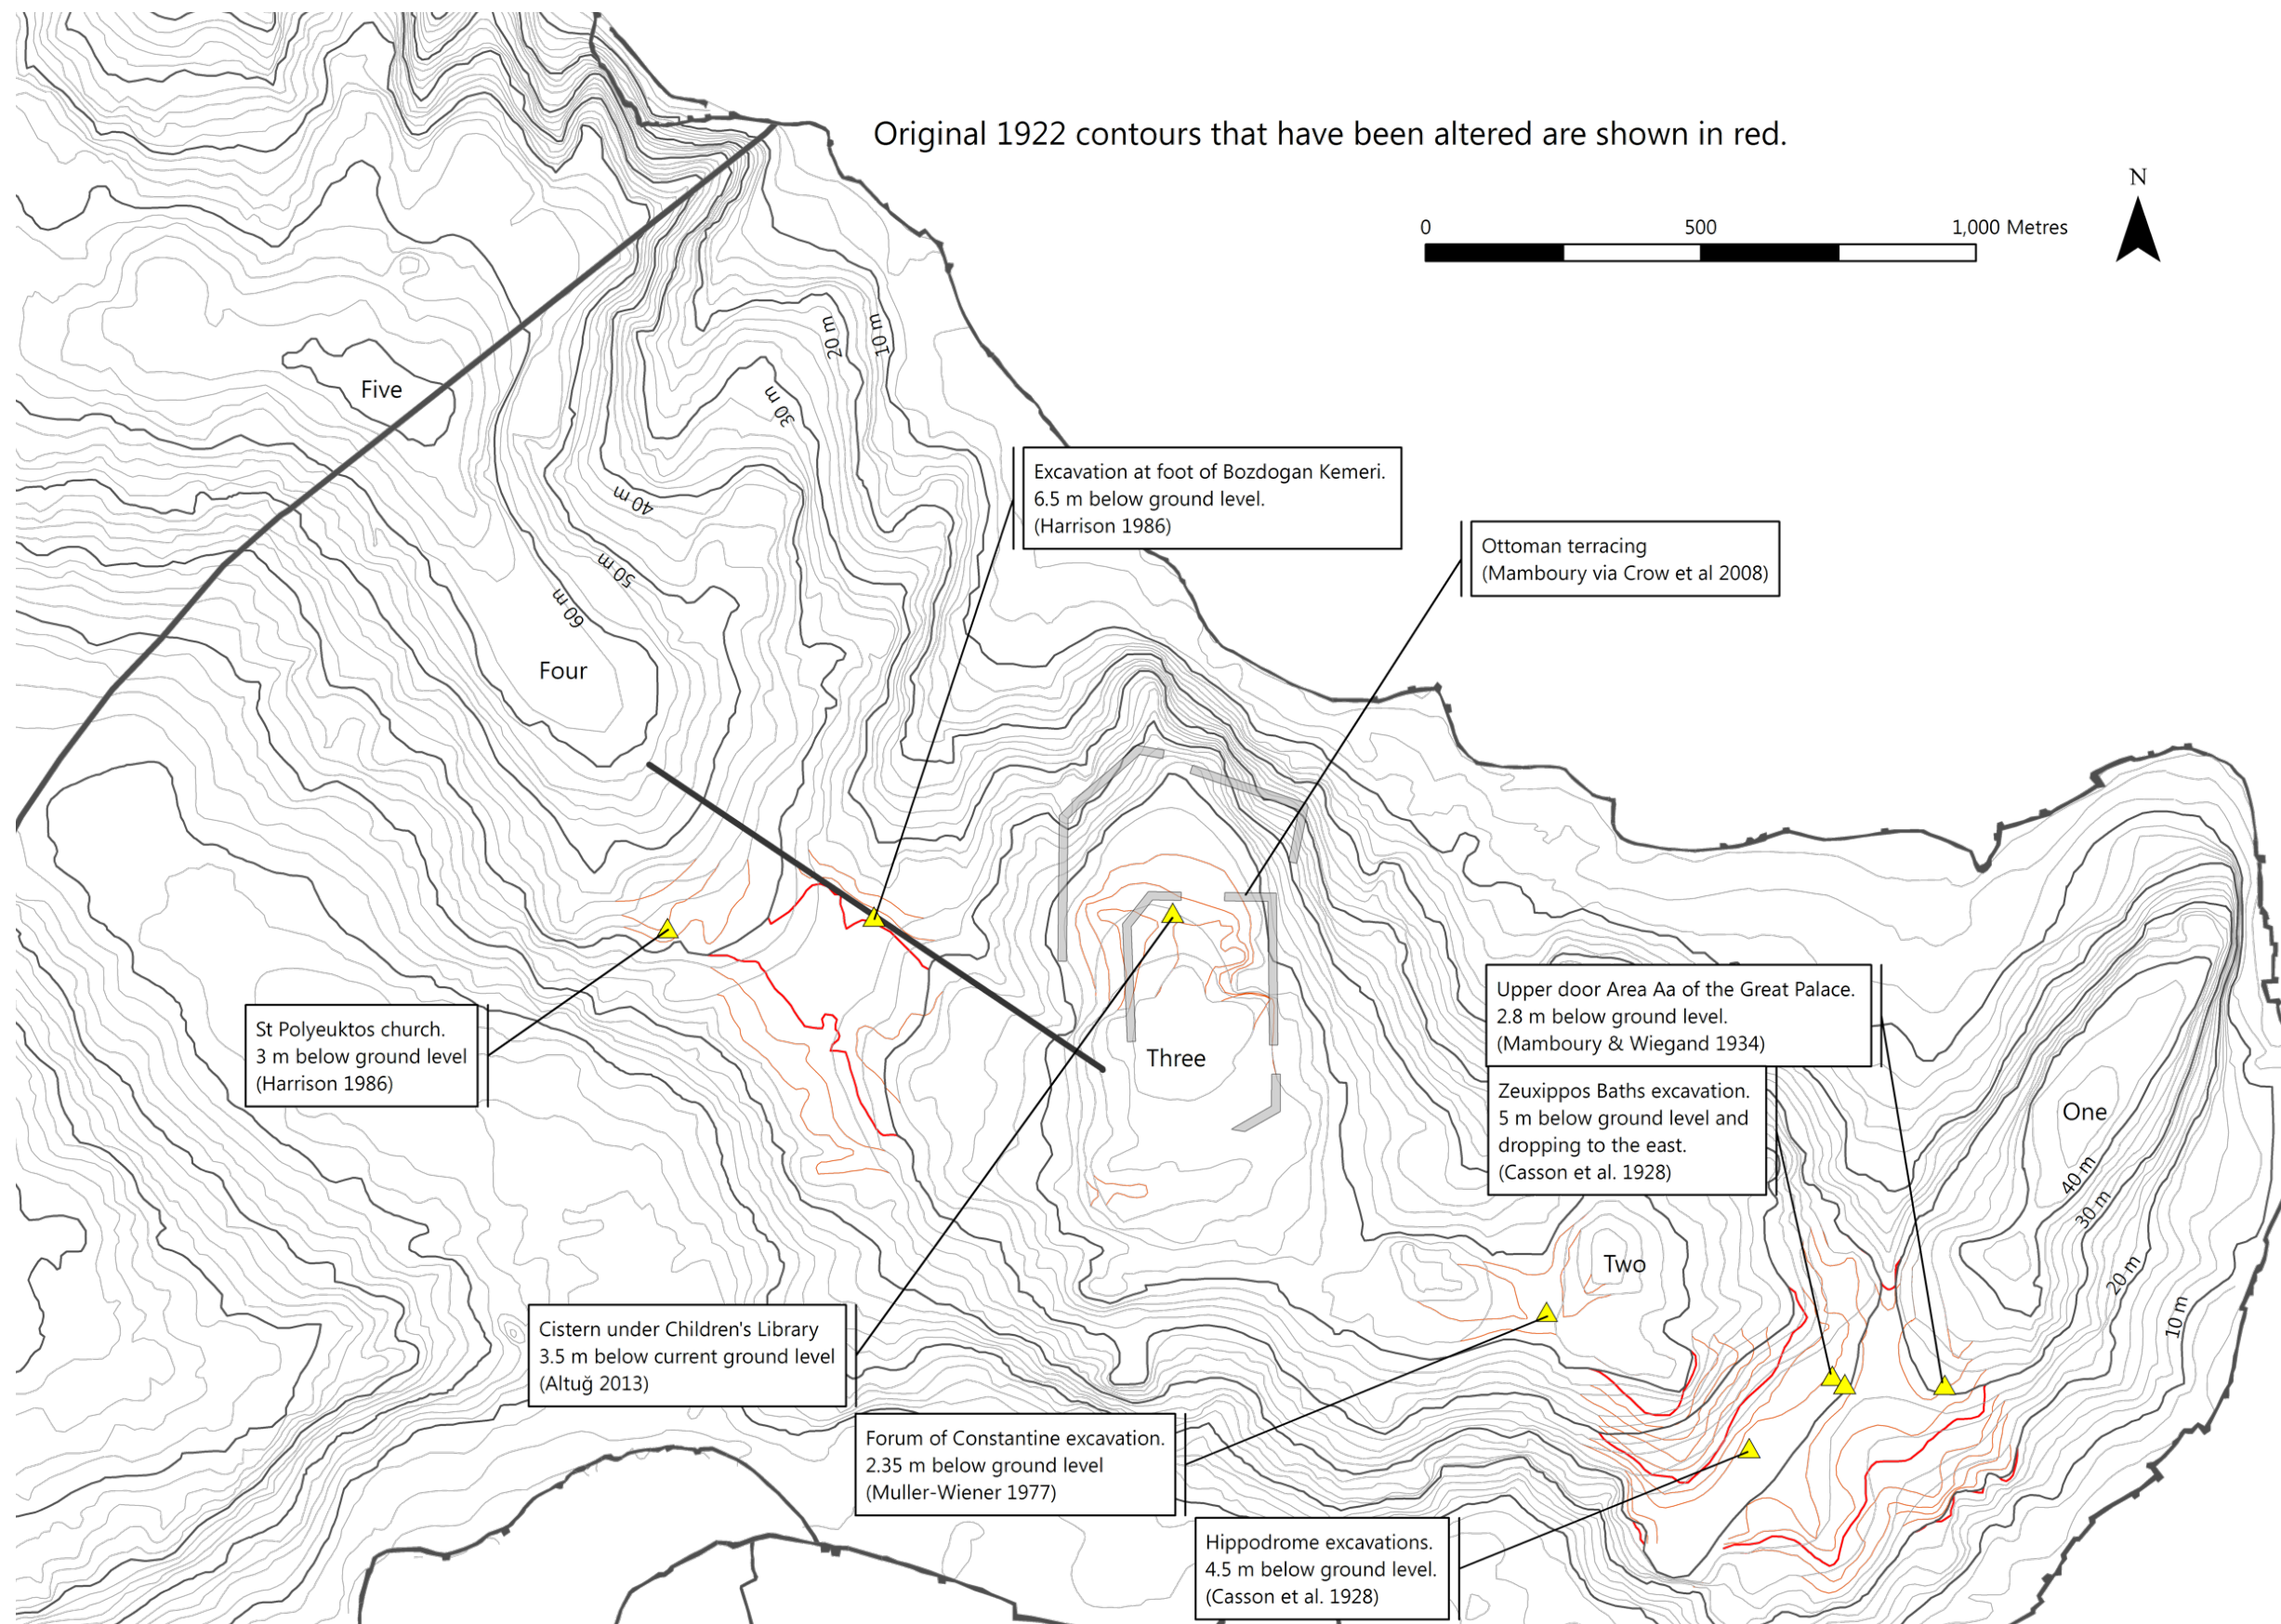 Original 1922 contours that have been altered are shown in red.
N
0 500 1,000 Metres
20 m
10 m
Five
30 m
Excavation at foot of Bozdogan Kemeri.
6.5 m below ground level.
(Harrison 1986)
40 m
Ottoman terracing
(Mamboury via Crow et al 2008)
50 m
60 m
Four
St Polyeuktos church.
3 m below ground level
(Harrison 1986)
Three
Upper door Area Aa of the Great Palace.
2.8 m below ground level.
(Mamboury & Wiegand 1934)
Zeuxippos Baths excavation.
5 m below ground level and
dropping to the east.
(Casson et al. 1928)
One
40 m
30 m
20 m
10 m
Two
Cistern under Children's Library
3.5 m below current ground level
(Altuğ 2013)
Forum of Constantine excavation.
2.35 m below ground level
(Muller-Wiener 1977)
Hippodrome excavations.
4.5 m below ground level.
(Casson et al. 1928)